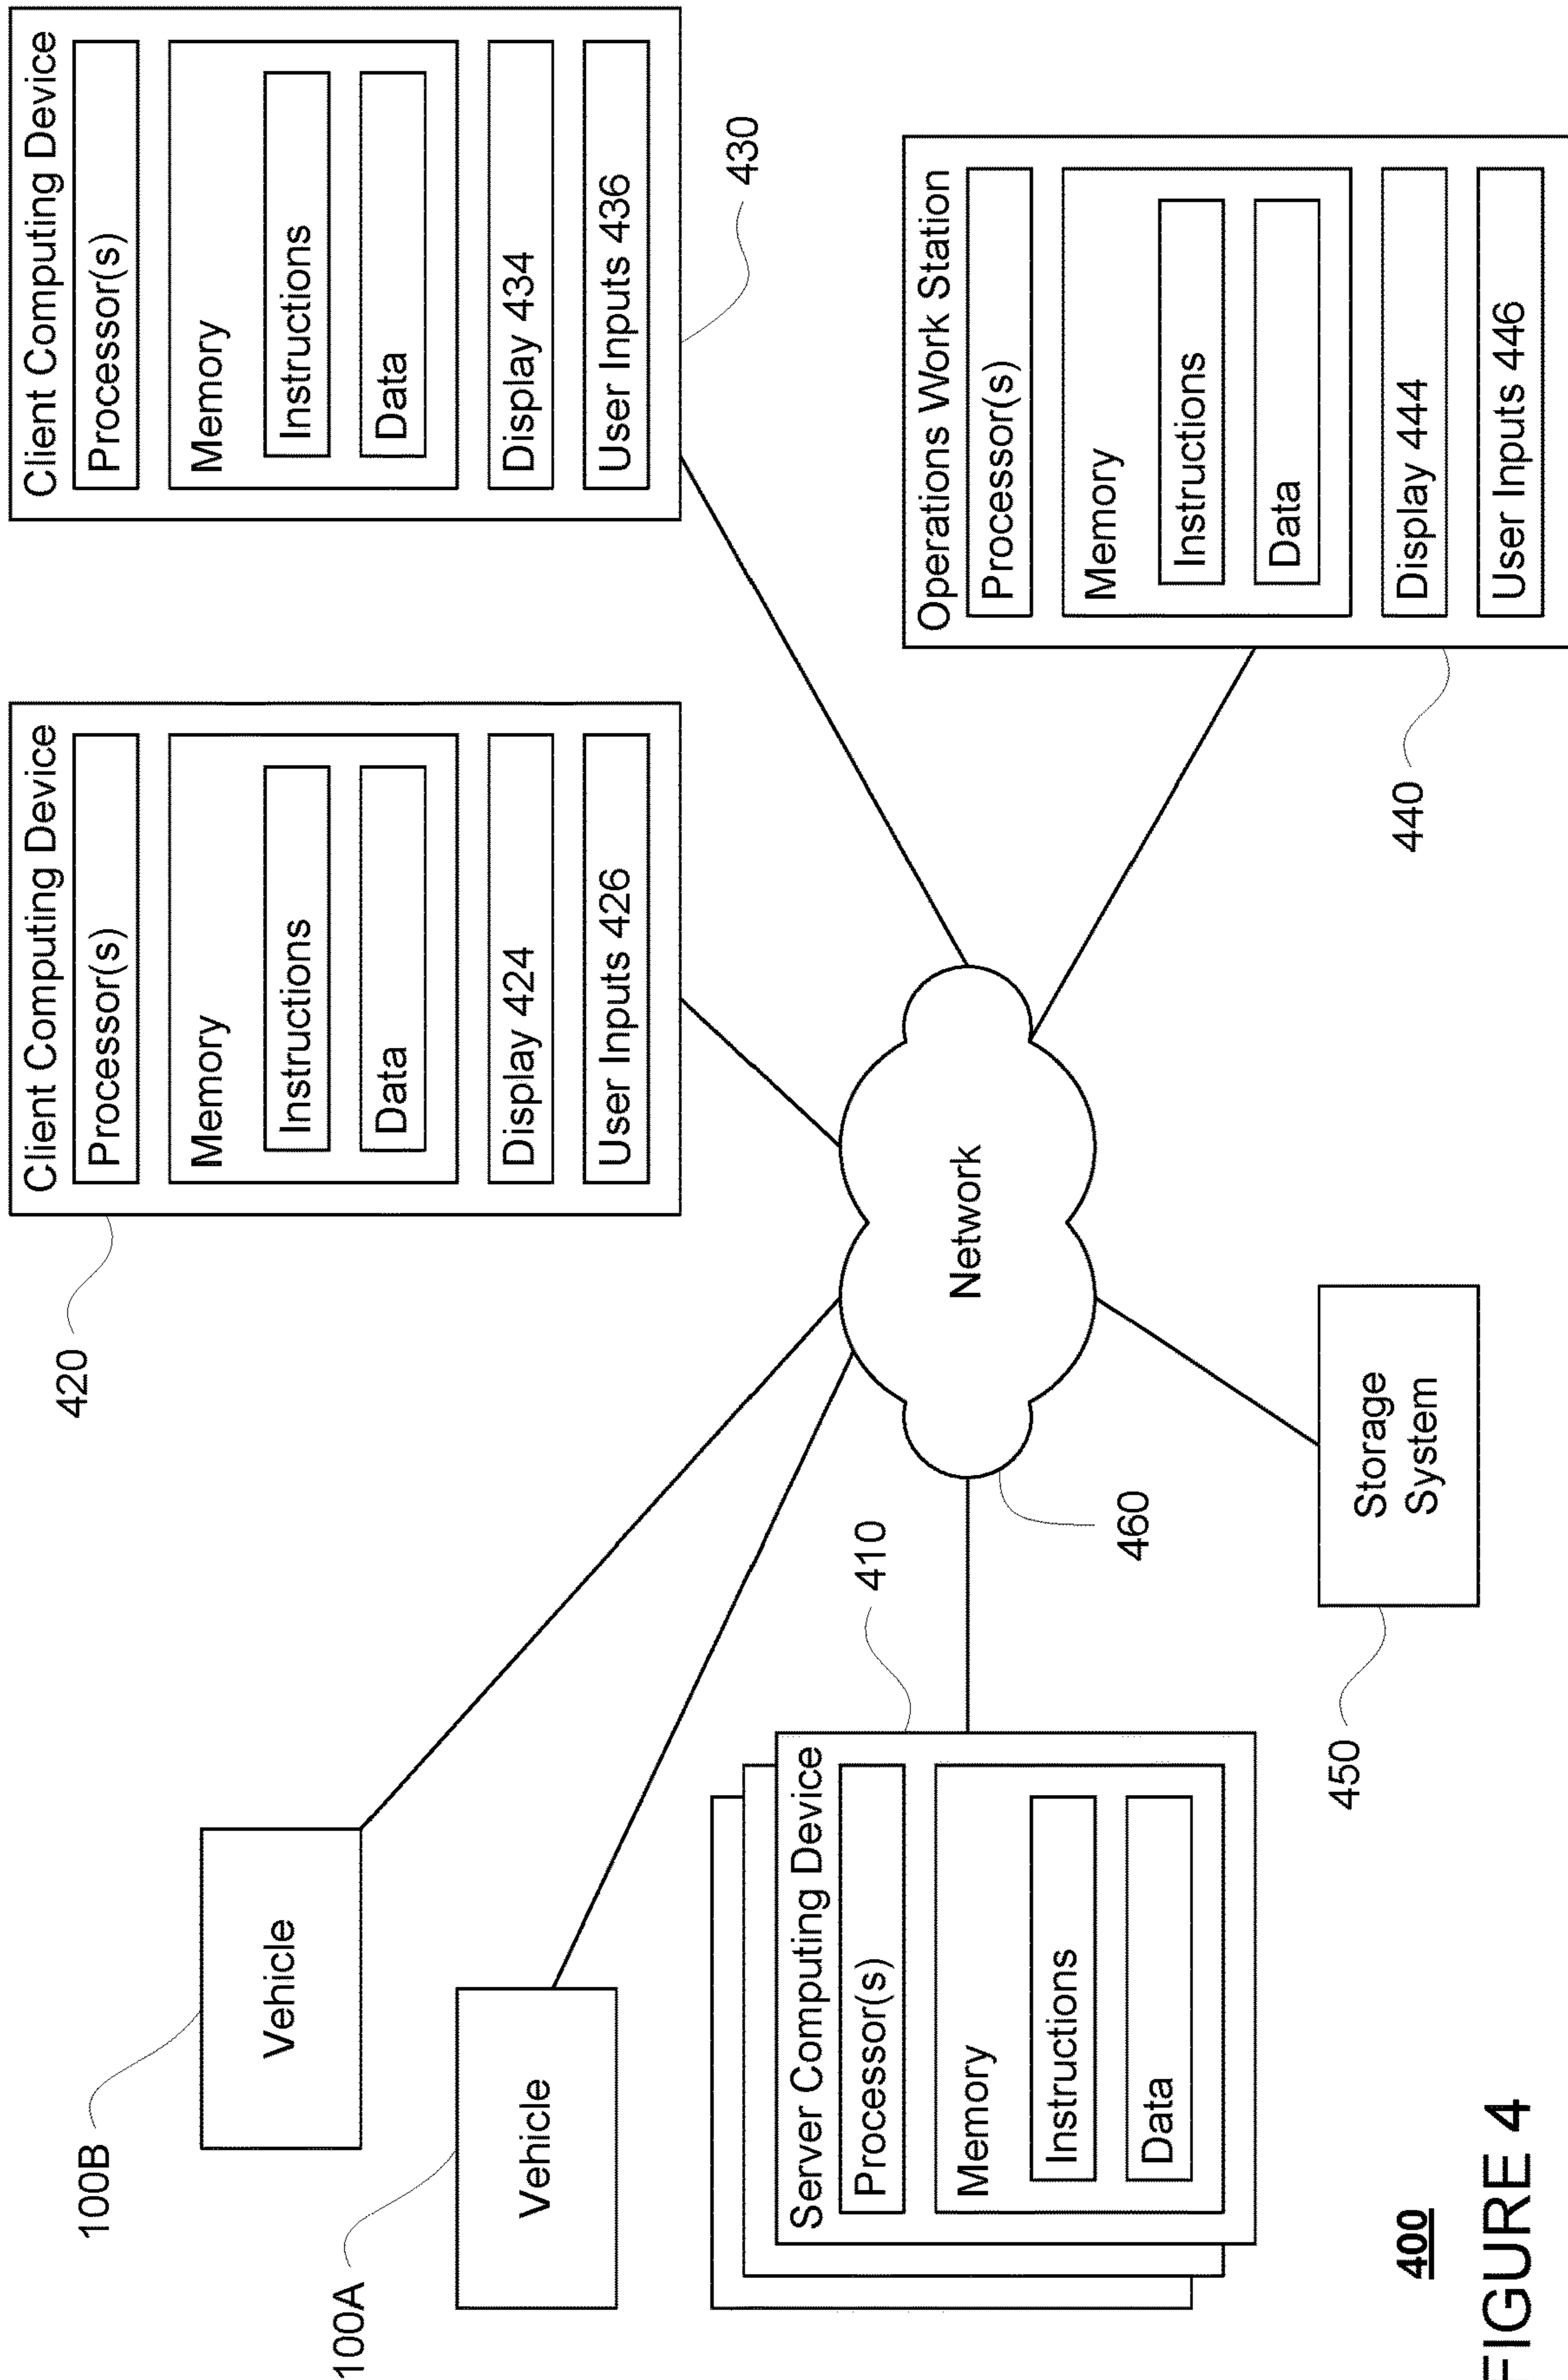 100B
Vehicle
100A
Vehicle
420
Client Computing Device
Processor(s)
Memory
Instructions
Data
Display 424
User Inputs 426
Client Computing Device
Processor(s)
Memory
Instructions
Data
Display 434
User Inputs 436
430
Server Computing Device
Processor(s)
Memory
Instructions
Data
410
Network
460
Operations Work Station
Processor(s)
Memory
Instructions
Data
Display 444
User Inputs 446
440
Storage
System
450
400
FIGURE 4